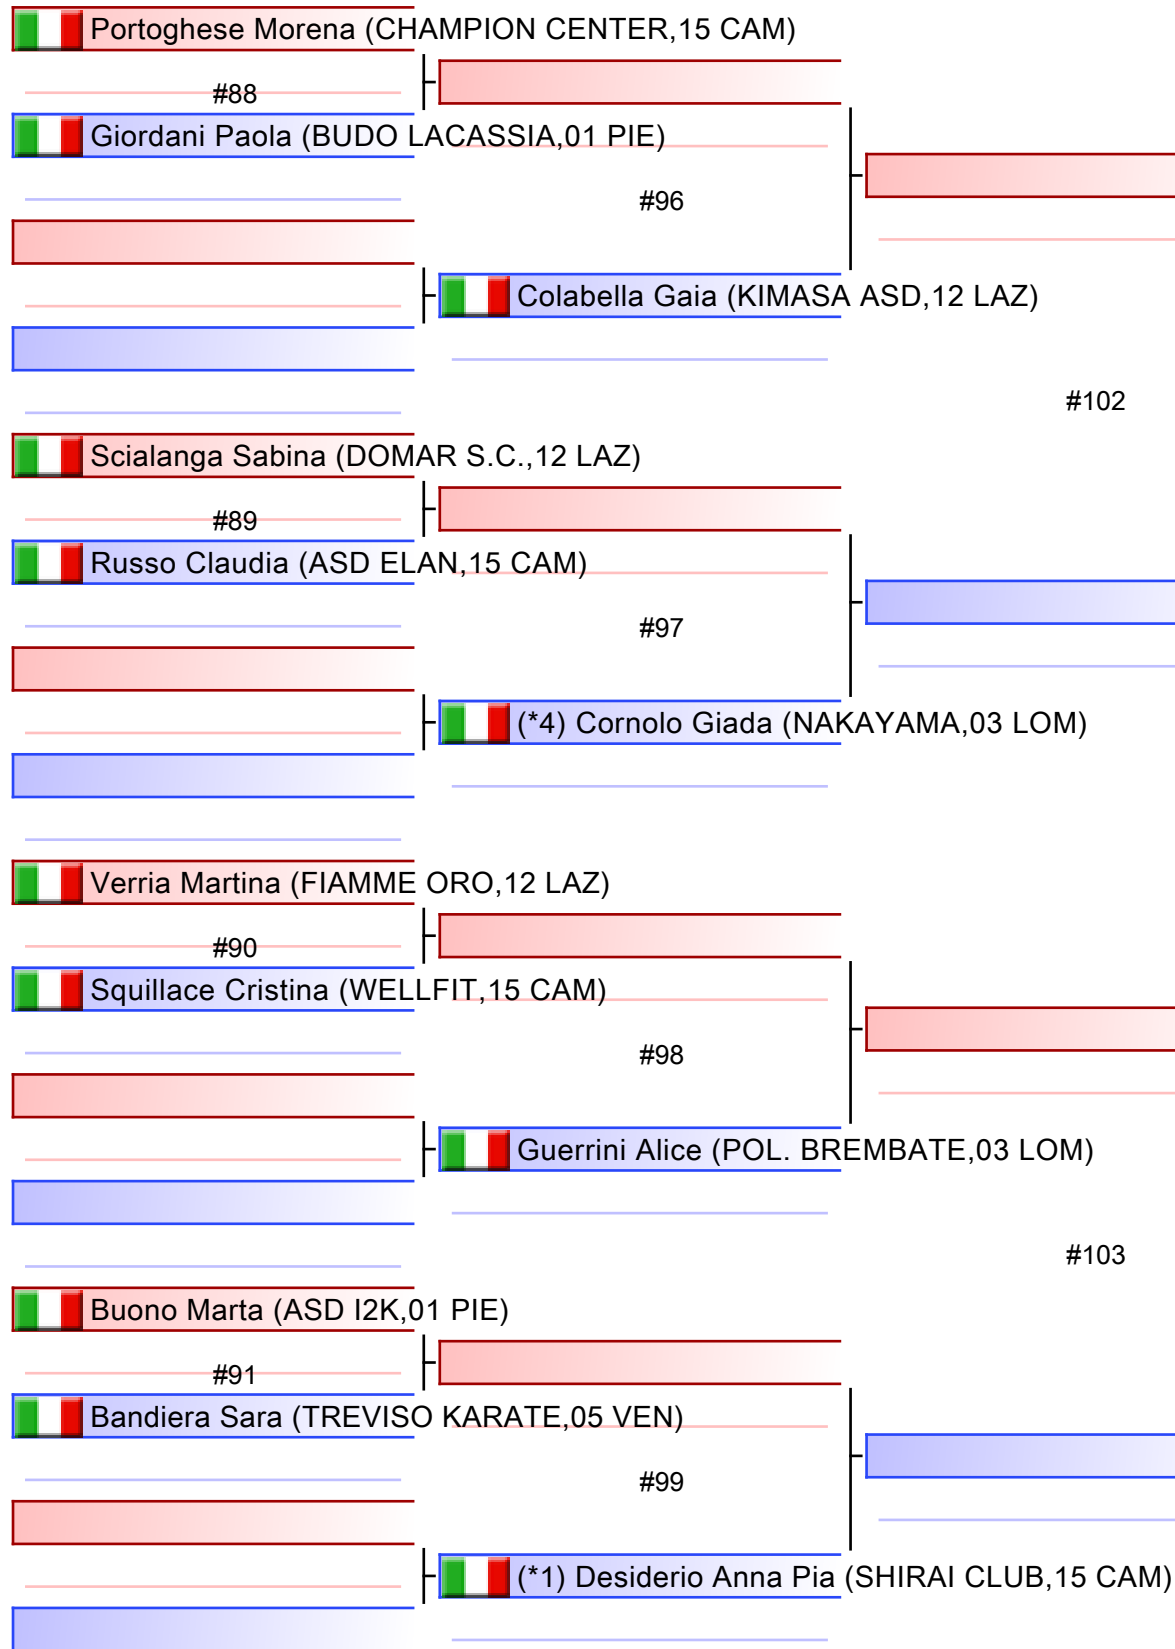 Portoghese Morena (CHAMPION CENTER,15 CAM)
#88
Giordani Paola (BUDO LACASSIA,01 PIE)
#96
Colabella Gaia (KIMASA ASD,12 LAZ)
#102
Scialanga Sabina (DOMAR S.C.,12 LAZ)
#89
Russo Claudia (ASD ELAN,15 CAM)
#97
(*4) Cornolo Giada (NAKAYAMA,03 LOM)
Verria Martina (FIAMME ORO,12 LAZ)
#90
Squillace Cristina (WELLFIT,15 CAM)
#98
Guerrini Alice (POL. BREMBATE,03 LOM)
#103
Buono Marta (ASD I2K,01 PIE)
#91
Bandiera Sara (TREVISO KARATE,05 VEN)
#99
(*1) Desiderio Anna Pia (SHIRAI CLUB,15 CAM)